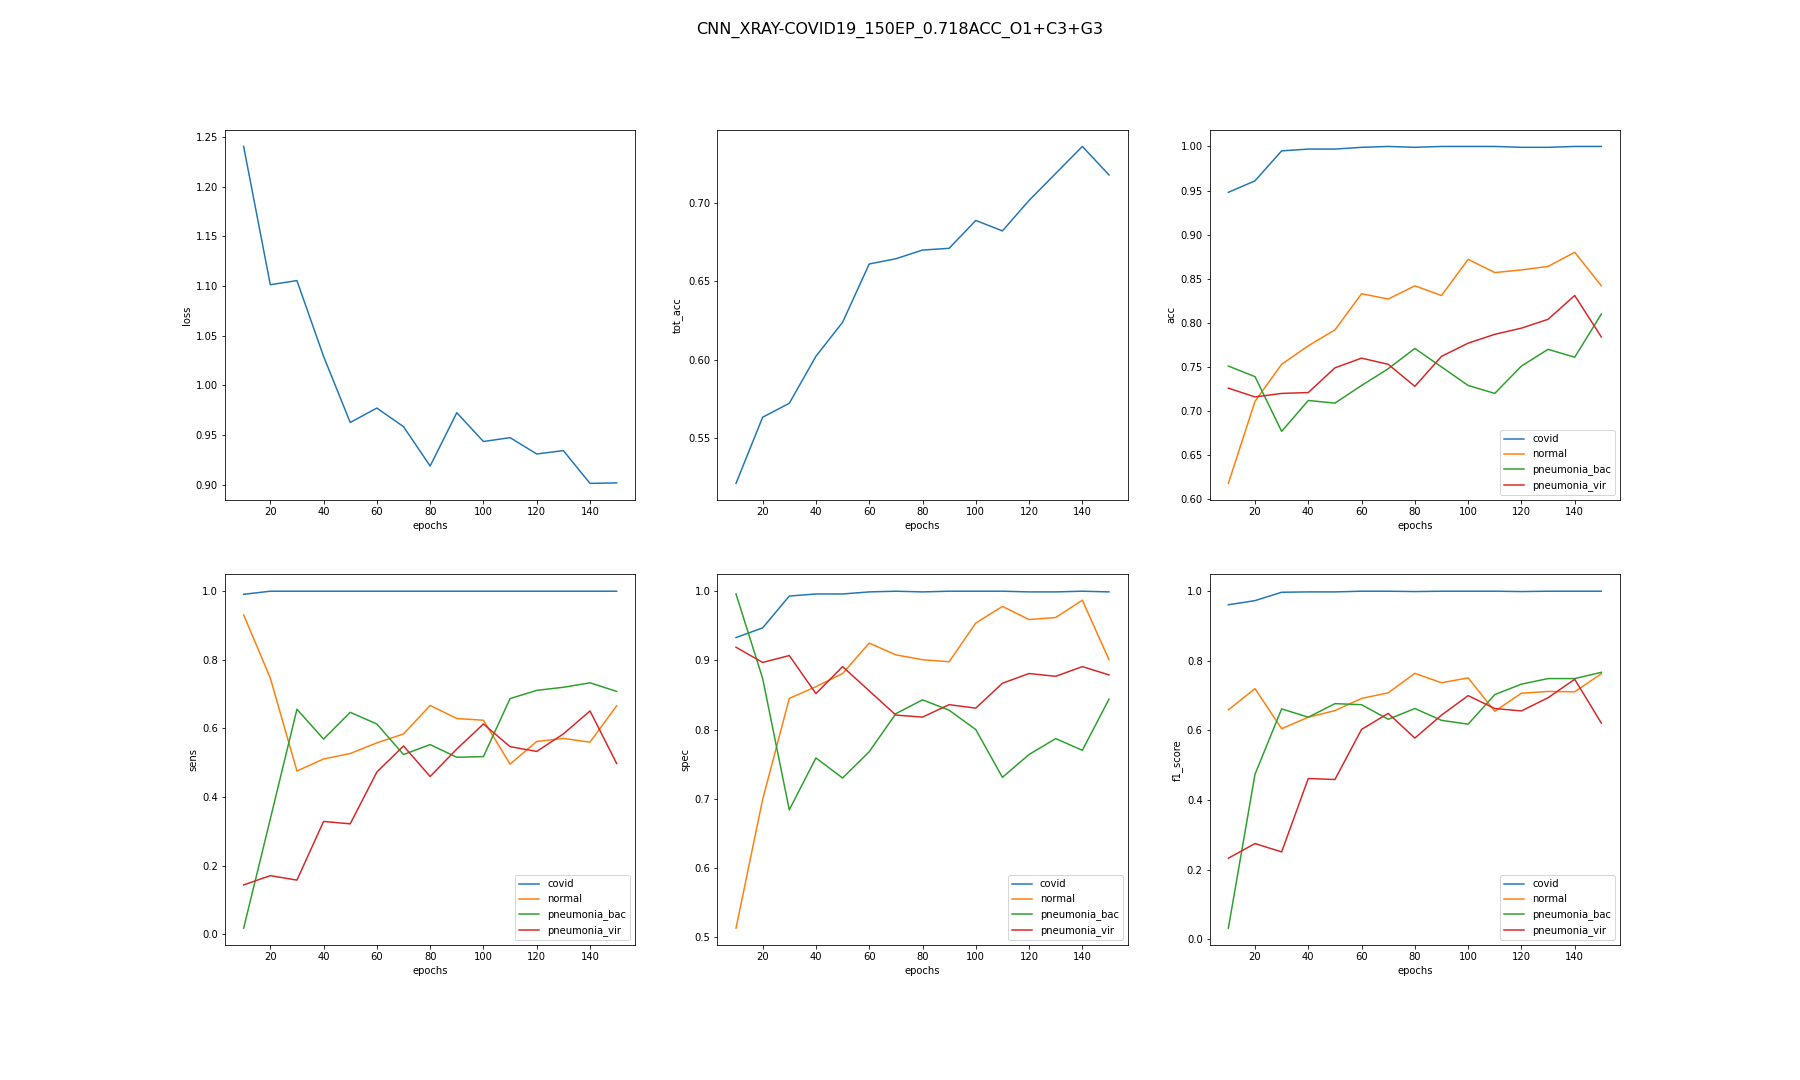 CNN_XRAY-COVID19_150EP_0.718ACC_O1+C3+G3
1.25
1.20
1.15
1.10
1.05
1.00
0.95
0.90
loss
20 40 60 80 100 120 140
epochs
0.70
0.65
0.60
0.55
tot_acc
20 40 60 80 100 120 140
epochs
1.00
0.95
0.90
0.85
0.80
0.75
0.70
0.65
0.60
acc
covid
normal
pneumonia_bac
pneumonia_vir
20 40 60 80 100 120 140
epochs
1.0
0.8
0.6
0.4
0.2
0.0
sens
covid
normal
pneumonia_bac
pneumonia_vir
20 40 60 80 100 120 140
epochs
1.0
0.9
0.8
0.7
0.6
0.5
spec
covid
normal
pneumonia_bac
pneumonia_vir
20 40 60 80 100 120 140
epochs
1.0
0.8
0.6
0.4
0.2
0.0
f1_score
covid
normal
pneumonia_bac
pneumonia_vir
20 40 60 80 100 120 140
epochs